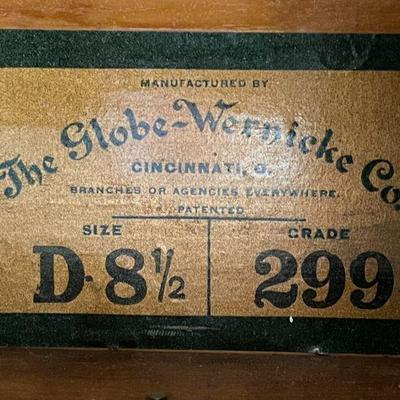 MANUFACTURED BY
The Globe-Wernicke Co.
CINCINNATI, O.
BRANCHES OR AGENCIES EVERYWHERE.
PATENTED
SIZE GRADE
D-8½ 299